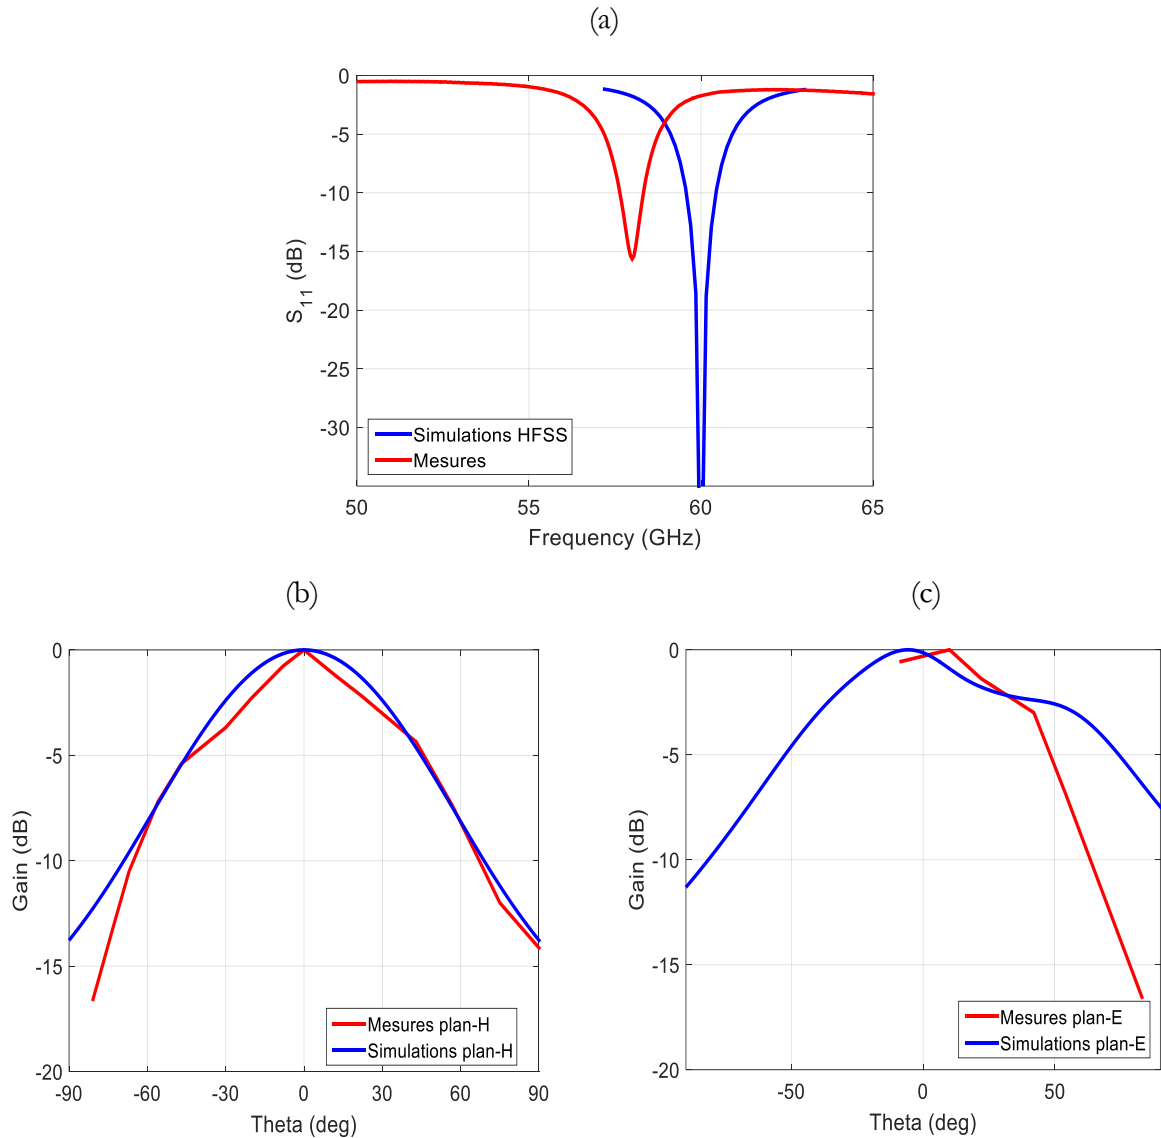 (a)
0
-5
-10
-15
-20
-25
-30
S11 (dB)
Simulations HFSS
Mesures
50 55 60 65
Frequency (GHz)
(b)
0
-5
-10
-15
-20
Gain (dB)
Mesures plan-H
Simulations plan-H
-90 -60 -30 0 30 60 90
Theta (deg)
(c)
0
-5
-10
-15
-20
Gain (dB)
Mesures plan-E
Simulations plan-E
-50 0 50
Theta (deg)